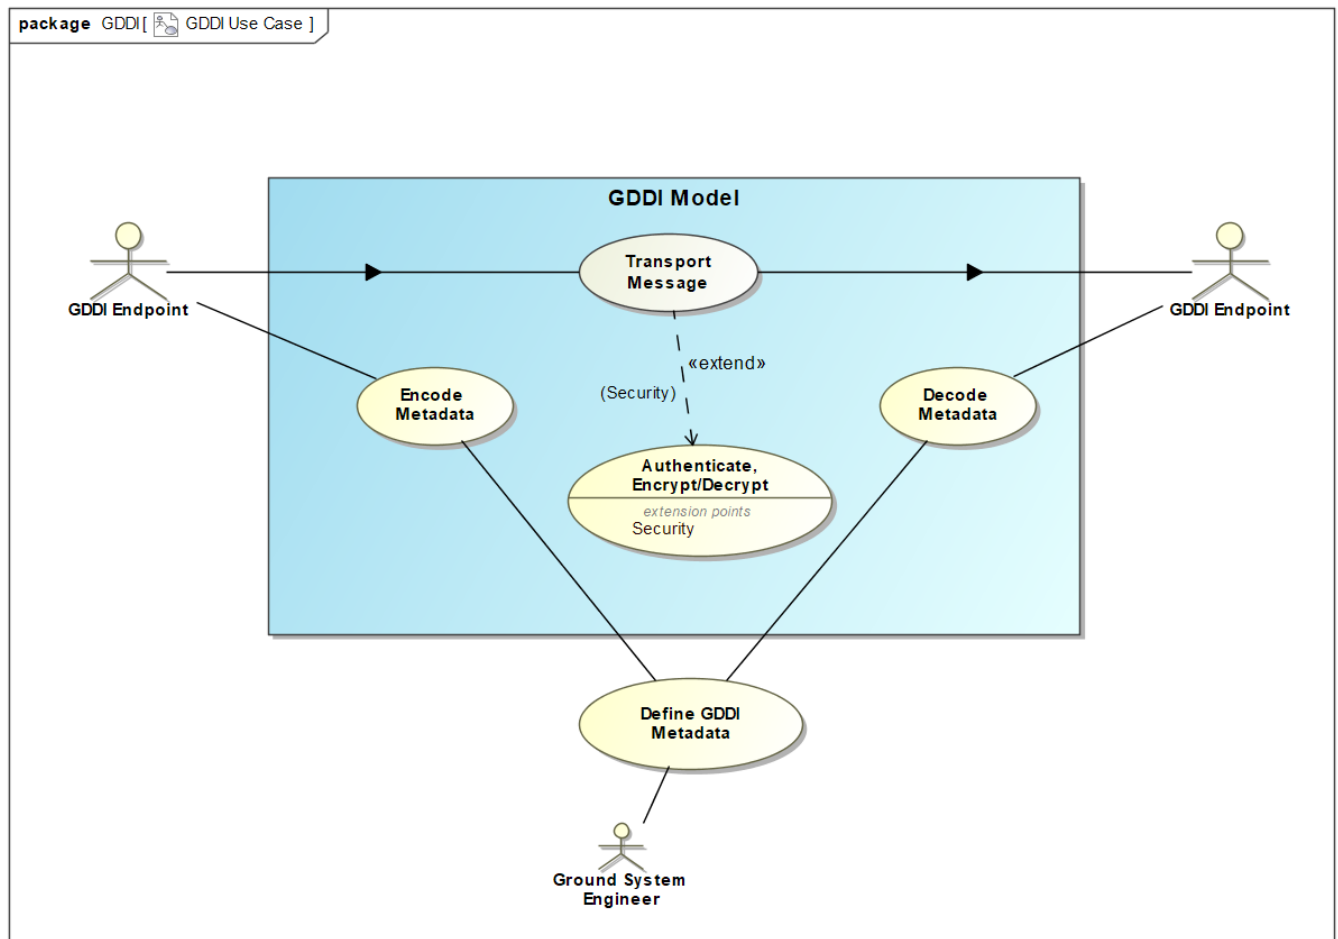 package GDDI[ GDDI Use Case ]
GDDI Model
Transport
Message
GDDI Endpoint
GDDI Endpoint
«extend»
(Security)
Encode
Metadata
Decode
Metadata
Authenticate,
Encrypt/Decrypt
extension points
Security
Define GDDI
Metadata
Ground System
Engineer